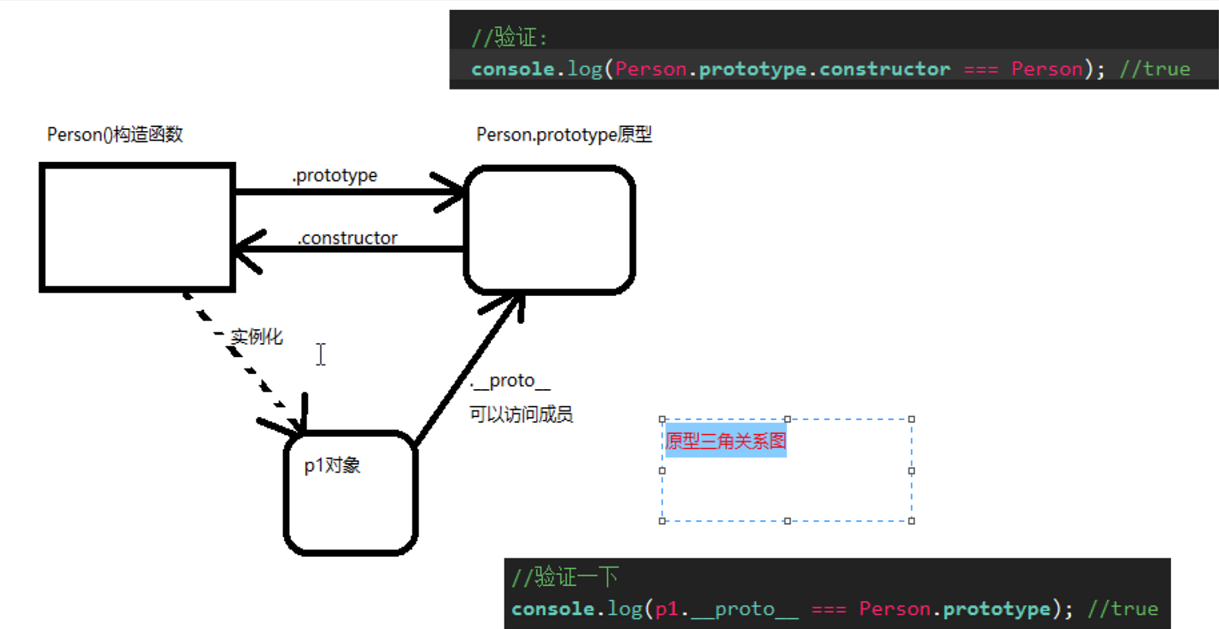 //验证:
console.log(Person.prototype.constructor === Person); //true
Person()构造函数
Person.prototype原型
.prototype
.constructor
实例化
.__proto__
可以访问成员
原型三角关系图
p1对象
//验证一下
console.log(p1.__proto__ === Person.prototype); //true